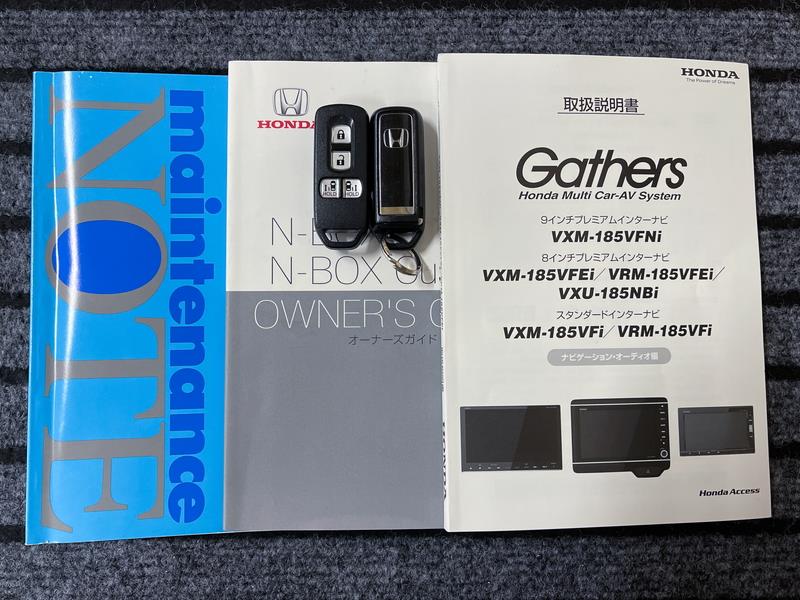 maintenance
NOTE
HONDA
N-B
N-BOX Cu
OWNER'S G
オーナーズガイド
HOLD
HOLD
HONDA
The Power of Dreams
取扱説明書
Gathers
Honda Multi Car-AV System
9インチプレミアムインターナビ
VXM-185VFNi
8インチプレミアムインターナビ
VXM-185VFEi/VRM-185VFEi/
VXU-185NBi
スタンダードインターナビ
VXM-185VFi/VRM-185VFi
ナビゲーション・オーディオ編
Honda Access